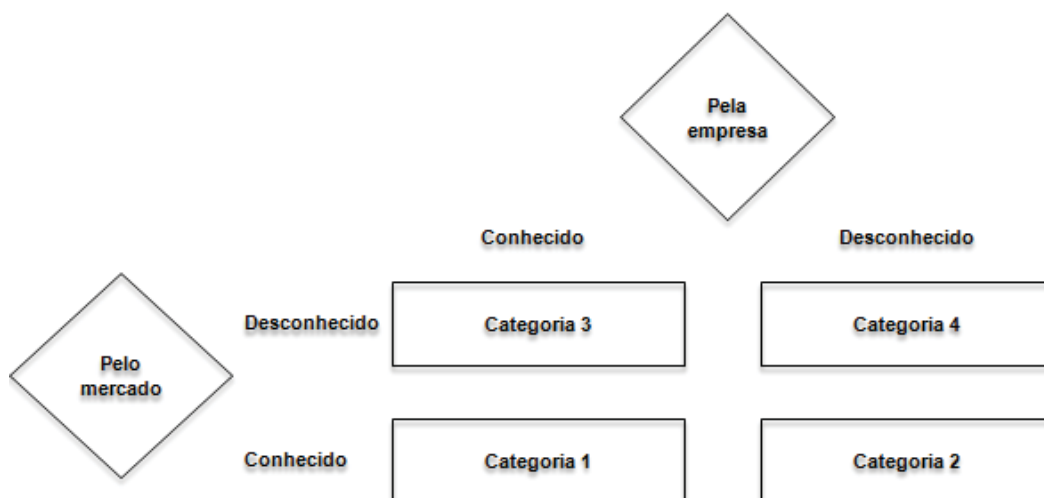 Pela
empresa
Conhecido
Desconhecido
Desconhecido
Categoria 3
Categoria 4
Pelo
mercado
Conhecido
Categoria 1
Categoria 2